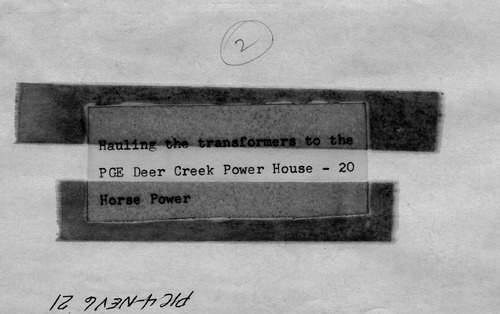 2
Hauling the transformers to the
PGE Deer Creek Power House - 20
Horse Power
PIC4-NEV6 21